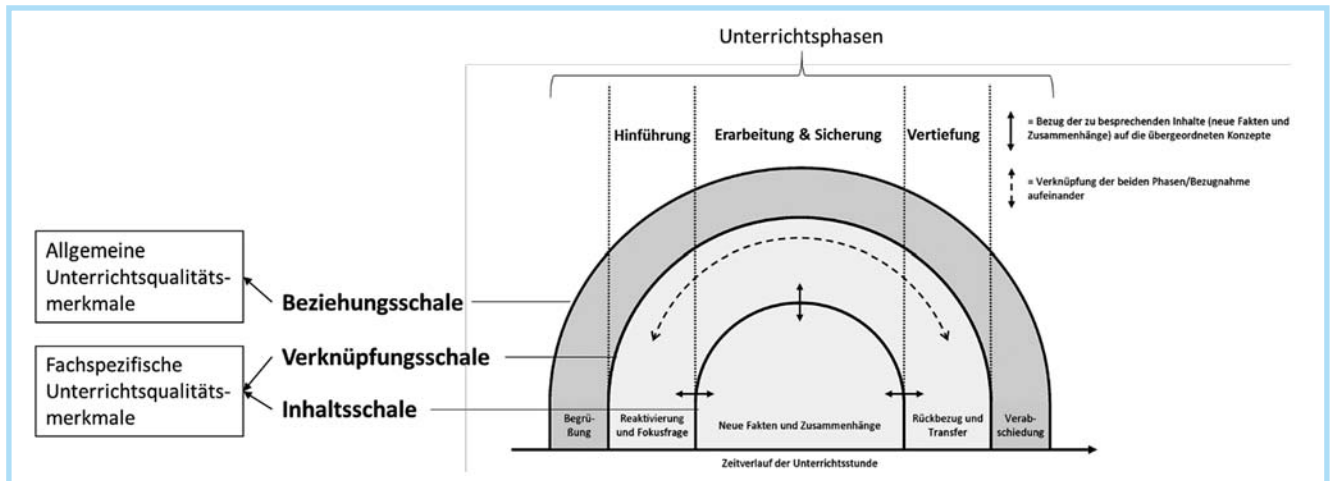 Unterrichtsphasen
Hinführung
Erarbeitung & Sicherung
Vertiefung
= Bezug der zu besprechenden Inhalte (neue Fakten und
Zusammenhänge) auf die übergeordneten Konzepte
= Verknüpfung der beiden Phasen/Bezugnahme
aufeinander
Allgemeine
Unterrichtsqualitäts-
merkmale
Beziehungsschale
Fachspezifische
Unterrichtsqualitäts-
merkmale
Verknüpfungsschale
Inhaltsschale
Begrü-
ßung
Reaktivierung
und Fokusfrage
Neue Fakten und Zusammenhänge
Rückbezug und
Transfer
Verab-
schiedung
Zeitverlauf der Unterrichtsstunde